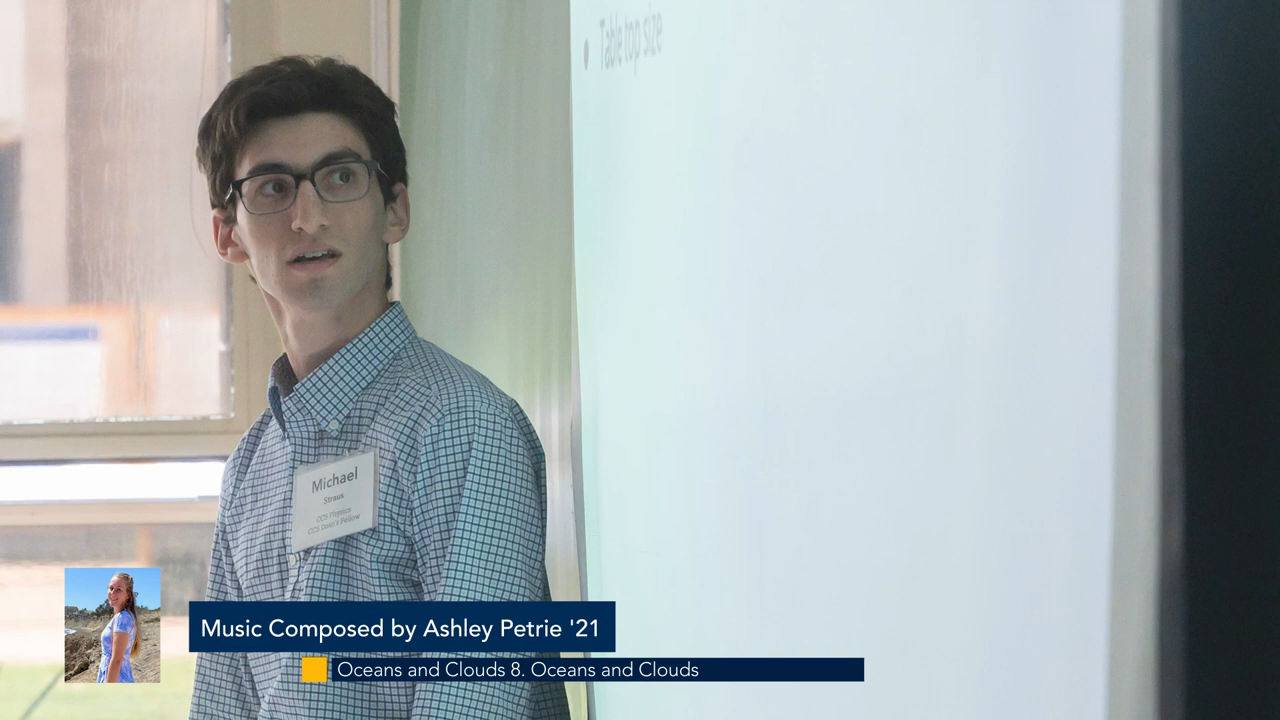 • Table top size
Michael
Straus
CCS Physics
CCS Dean's Fellow
Music Composed by Ashley Petrie '21
Oceans and Clouds 8. Oceans and Clouds